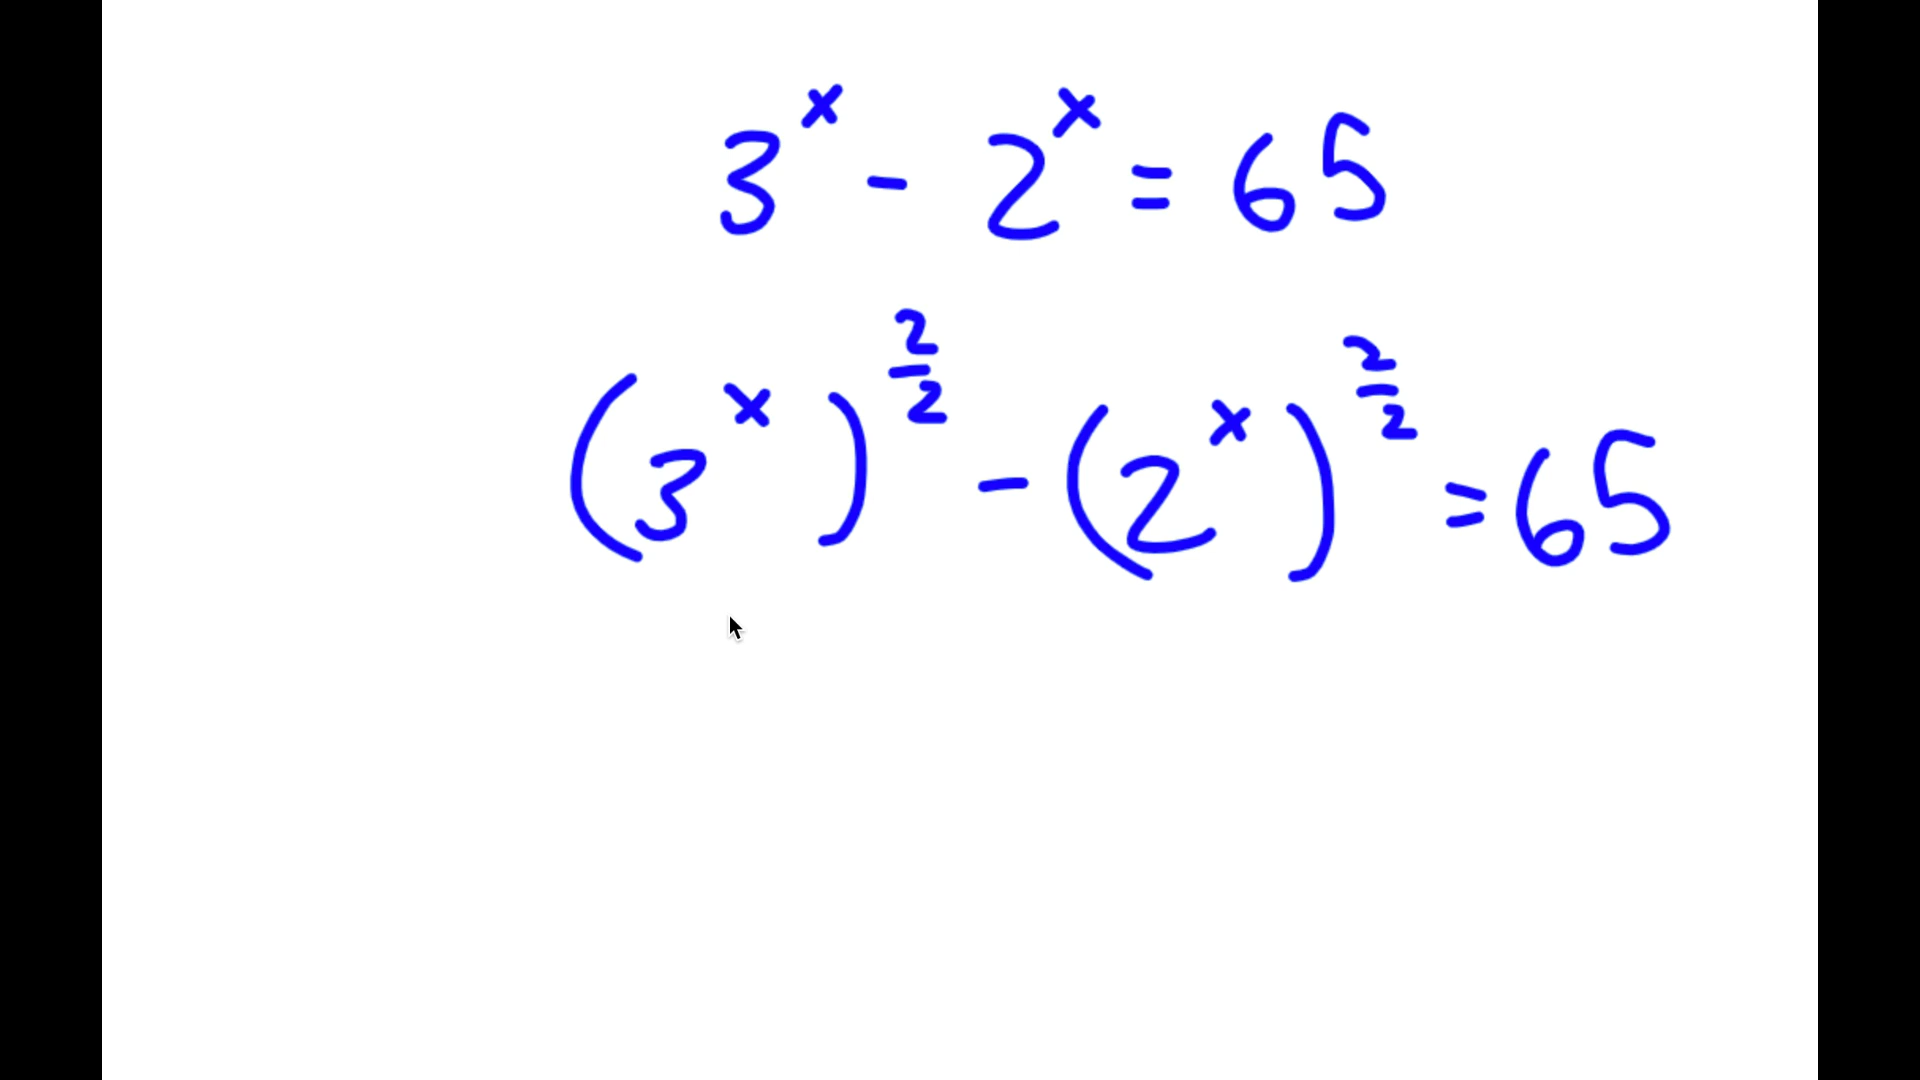 3^x - 2^x = 65
(3^x)^(2/2) - (2^x)^(2/2) = 65